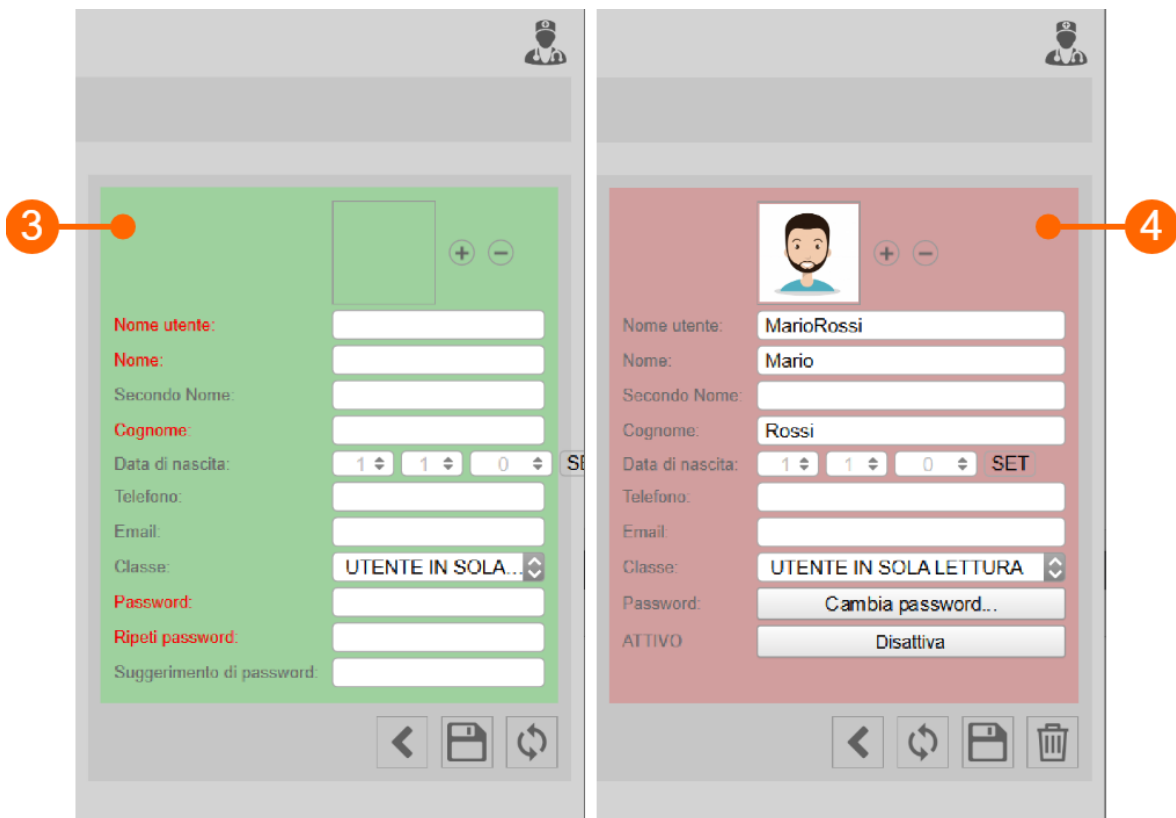 3
Nome utente:
Nome:
Secondo Nome:
Cognome:
Data di nascita: 1 1 0 SE
Telefono:
Email:
Classe: UTENTE IN SOLA...
Password:
Ripeti password:
Suggerimento di password:
4
Nome utente: MarioRossi
Nome: Mario
Secondo Nome:
Cognome: Rossi
Data di nascita: 1 1 0 SET
Telefono:
Email:
Classe: UTENTE IN SOLA LETTURA
Password: Cambia password...
ATTIVO Disattiva